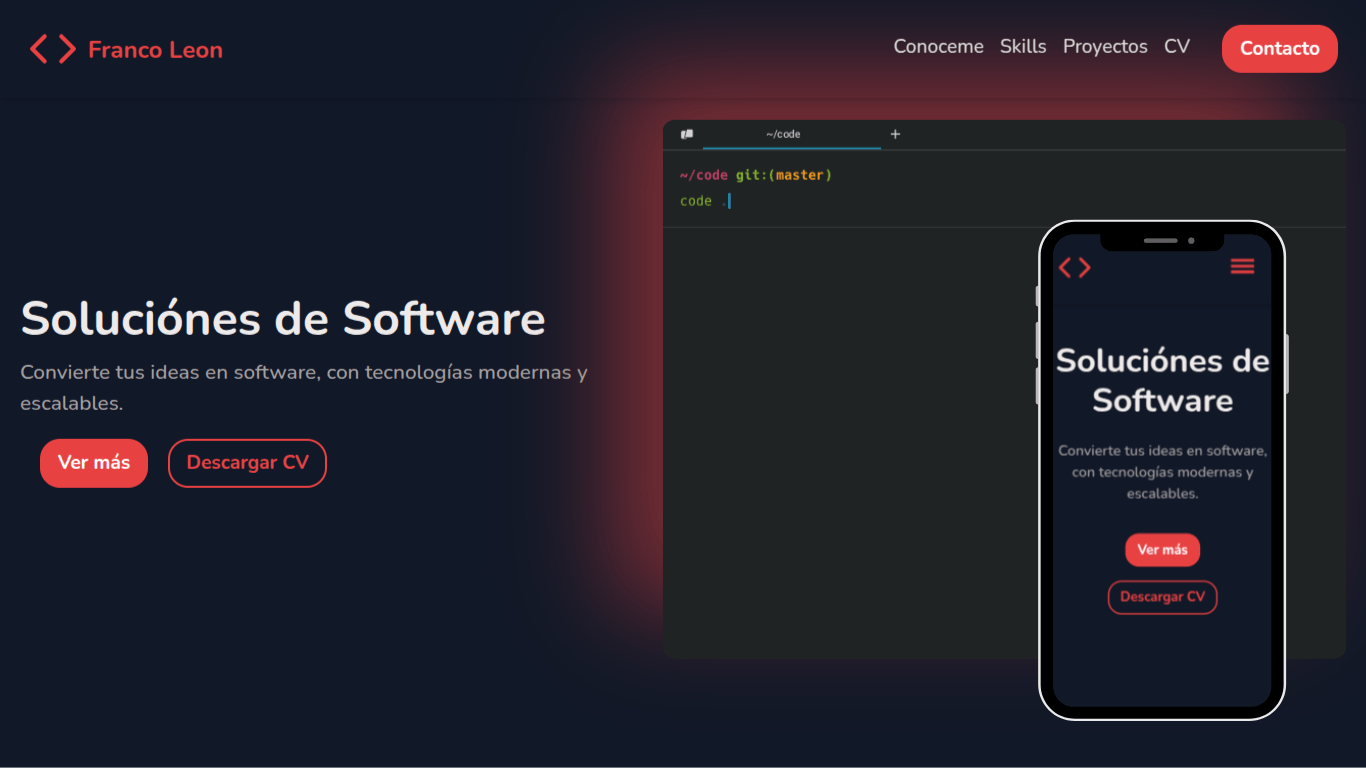 Franco Leon
Conoceme Skills Proyectos CV Contacto
~/code +
~/code git:(master)
code .
Soluciónes de Software
Convierte tus ideas en software, con tecnologías modernas y
escalables.
Ver más Descargar CV
Soluciónes de
Software
Convierte tus ideas en software,
con tecnologías modernas y
escalables.
Ver más
Descargar CV